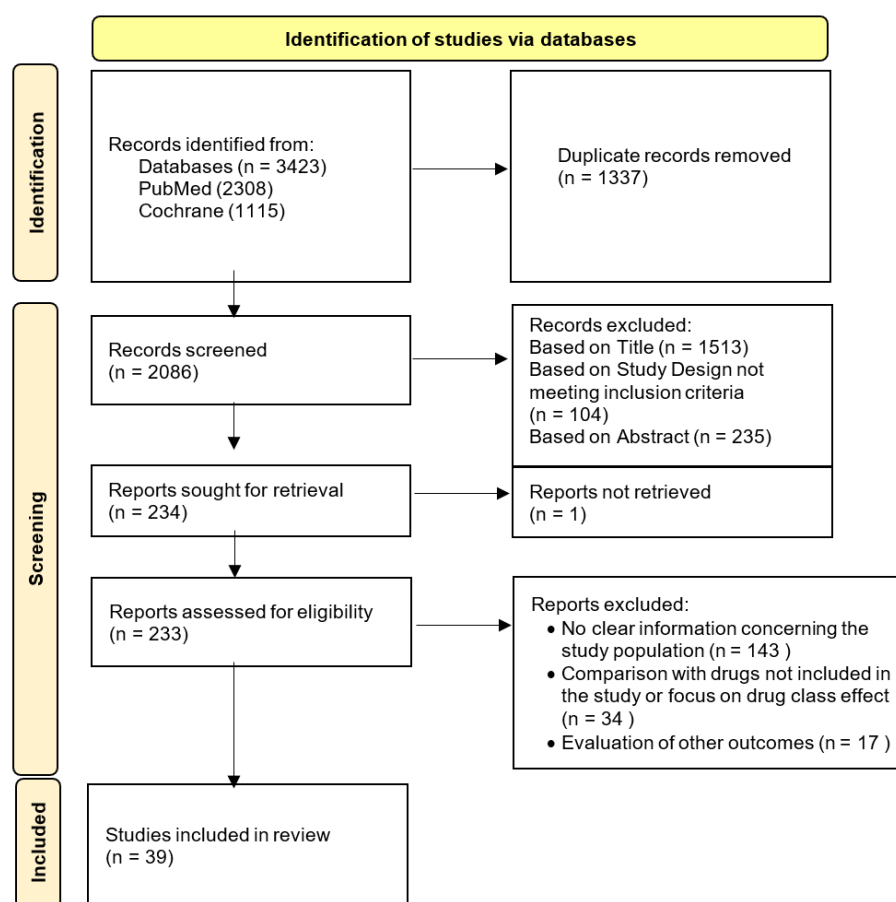 Identification of studies via databases
Identification
Records identified from:
Databases (n = 3423)
PubMed (2308)
Cochrane (1115)
Duplicate records removed
(n = 1337)
Screening
Records screened
(n = 2086)
Records excluded:
Based on Title (n = 1513)
Based on Study Design not
meeting inclusion criteria
(n = 104)
Based on Abstract (n = 235)
Reports sought for retrieval
(n = 234)
Reports not retrieved
(n = 1)
Reports assessed for eligibility
(n = 233)
Reports excluded:
• No clear information concerning the
study population (n = 143 )
• Comparison with drugs not included in
the study or focus on drug class effect
(n = 34 )
• Evaluation of other outcomes (n = 17 )
Included
Studies included in review
(n = 39)